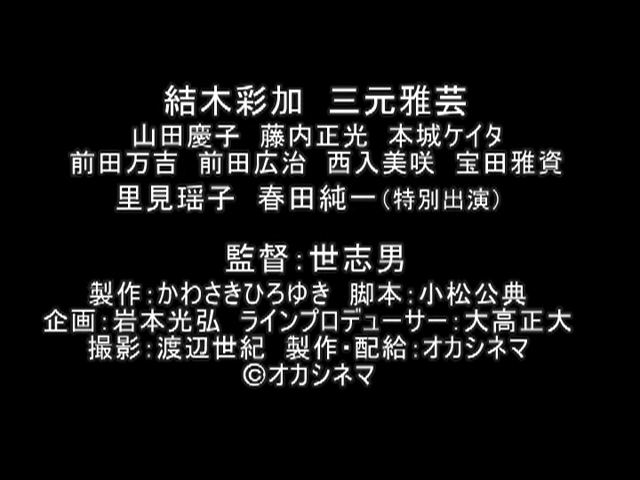 結木彩加　三元雅芸
山田慶子　藤内正光　本城ケイタ
前田万吉　前田広治　西入美咲　宝田雅資
里見瑶子　春田純一（特別出演）
監督：世志男
製作：かわさきひろゆき　脚本：小松公典
企画：岩本光弘　ラインプロデューサー：大高正大
撮影：渡辺世紀　製作・配給：オカシネマ
©オカシネマ